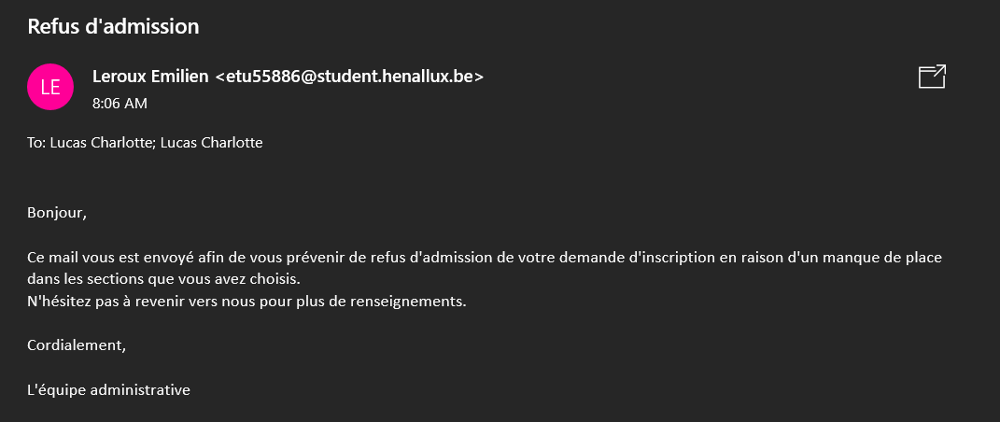 Refus d'admission
LE
Leroux Emilien <etu55886@student.henallux.be>
8:06 AM
To: Lucas Charlotte; Lucas Charlotte
Bonjour,
Ce mail vous est envoyé afin de vous prévenir de refus d'admission de votre demande d'inscription en raison d'un manque de place
dans les sections que vous avez choisis.
N'hésitez pas à revenir vers nous pour plus de renseignements.
Cordialement,
L'équipe administrative